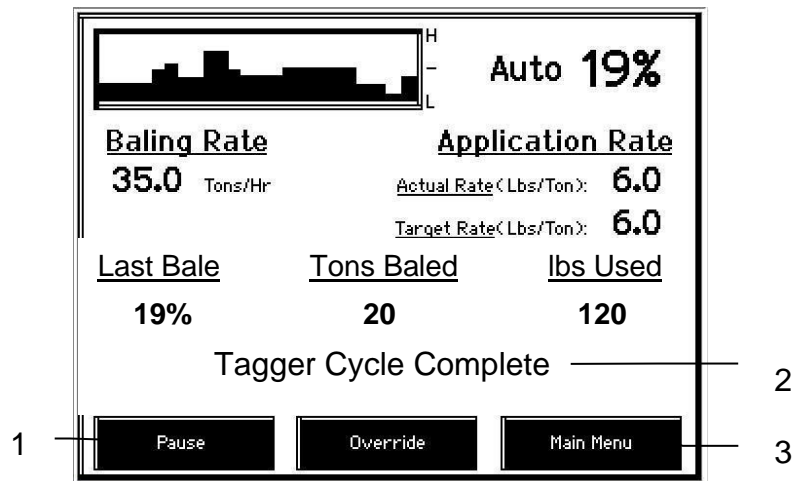 H
–
L
Auto 19%
Baling Rate
Application Rate
35.0 Tons/Hr
Actual Rate(Lbs/Ton): 6.0
Target Rate(Lbs/Ton): 6.0
Last Bale Tons Baled lbs Used
19% 20 120
Tagger Cycle Complete
2
1
Pause Override Main Menu
3